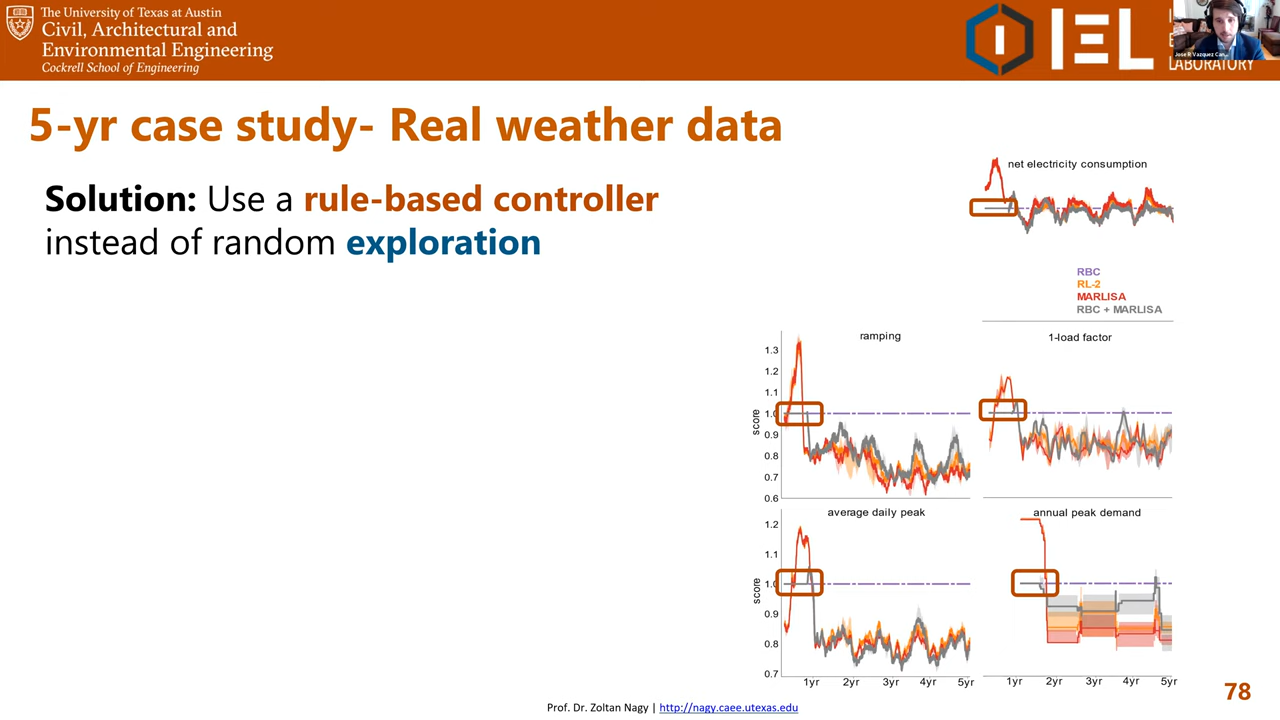 The University of Texas at Austin
Civil, Architectural and
Environmental Engineering
Cockrell School of Engineering
IEL
LABORATORY
Jose R Vazquez Can...
5-yr case study- Real weather data
Solution: Use a rule-based controller
instead of random exploration
net electricity consumption
RBC
RL-2
MARLISA
RBC + MARLISA
ramping
1-load factor
score
1.3
1.2
1.1
1.0
0.9
0.8
0.7
0.6
average daily peak
annual peak demand
score
1.2
1.1
1.0
0.9
0.8
0.7
1yr 2yr 3yr 4yr 5yr
1yr 2yr 3yr 4yr 5yr
Prof. Dr. Zoltan Nagy | http://nagy.caee.utexas.edu
78